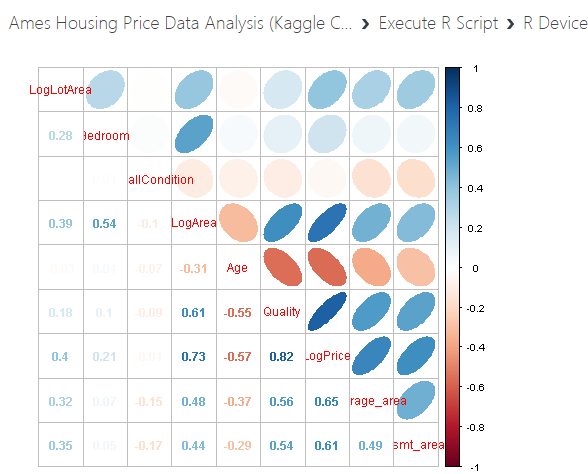 Ames Housing Price Data Analysis (Kaggle C... › Execute R Script › R Device
LogLotArea
1
0.8
0.28 Bedroom
0.6
allCondition
0.4
0.39 0.54 -0.1 LogArea
0.2
-0.07 -0.31 Age
0
0.18 0.1 -0.09 0.61 -0.55 Quality
-0.2
0.4 0.21 0.73 -0.57 0.82 LogPrice
-0.4
-0.6
0.32 0.07 -0.15 0.48 -0.37 0.56 0.65 rage_area
-0.8
0.35 0.05 -0.17 0.44 -0.29 0.54 0.61 0.49 smt_area
-1